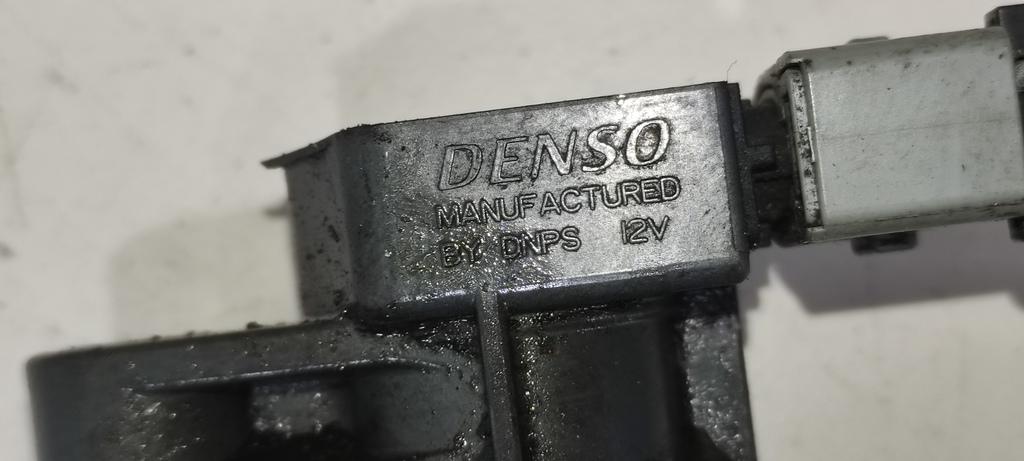 DENSO
MANUFACTURED
BY DNPS 12V